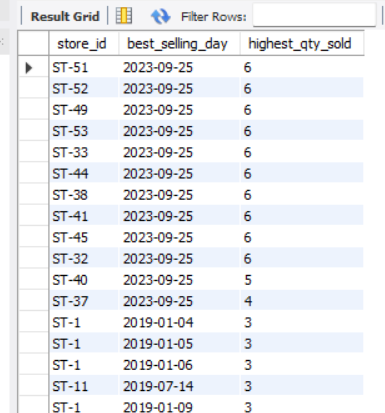 Result Grid Filter Rows:
store_id best_selling_day highest_qty_sold
ST-51 2023-09-25 6
ST-52 2023-09-25 6
ST-49 2023-09-25 6
ST-53 2023-09-25 6
ST-33 2023-09-25 6
ST-44 2023-09-25 6
ST-38 2023-09-25 6
ST-41 2023-09-25 6
ST-45 2023-09-25 6
ST-32 2023-09-25 6
ST-40 2023-09-25 5
ST-37 2023-09-25 4
ST-1 2019-01-04 3
ST-1 2019-01-05 3
ST-1 2019-01-06 3
ST-11 2019-07-14 3
ST-1 2019-01-09 3